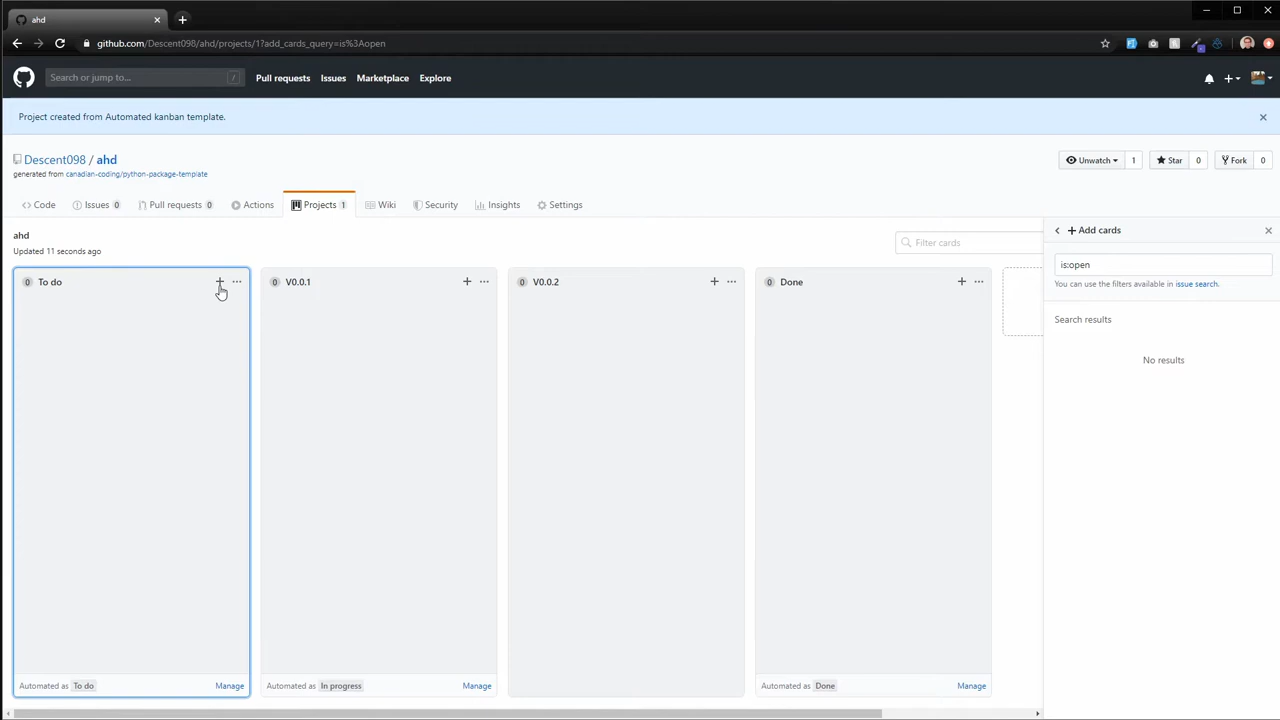 ahd
github.com/Descent098/ahd/projects/1?add_cards_query=is%3Aopen
Search or jump to... /
Pull requests Issues Marketplace Explore
Project created from Automated kanban template.
Descent098 / ahd
generated from canadian-coding/python-package-template
Unwatch 1 Star 0 Fork 0
Code Issues 0 Pull requests 0 Actions Projects 1 Wiki Security Insights Settings
ahd
Updated 11 seconds ago
Filter cards
Add cards
is:open
You can use the filters available in issue search.
Search results
No results
0 To do
0 V0.0.1
0 V0.0.2
0 Done
Automated as To do Manage
Automated as In progress Manage
Automated as Done Manage